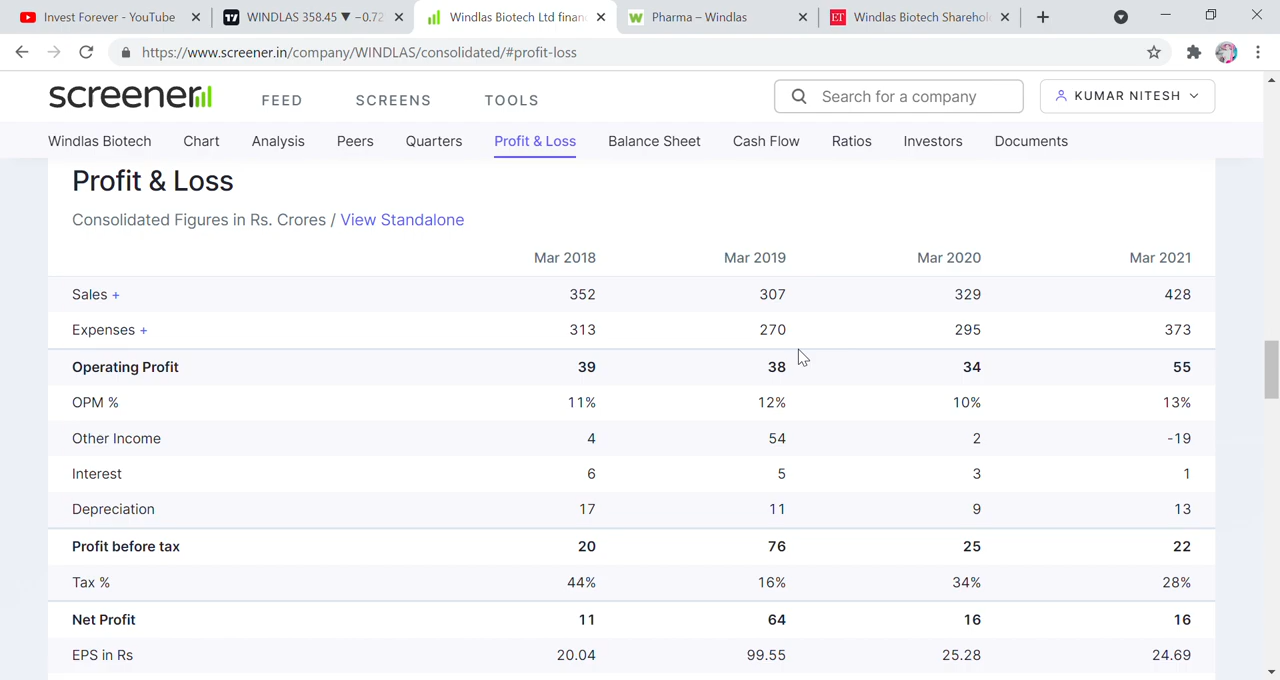 Invest Forever - YouTube
WINDLAS 358.45 ▼ −0.72
Windlas Biotech Ltd finan
W Pharma – Windlas
ET Windlas Biotech Sharehol
https://www.screener.in/company/WINDLAS/consolidated/#profit-loss
screener
FEED SCREENS TOOLS
Search for a company
KUMAR NITESH
Windlas Biotech Chart Analysis Peers Quarters Profit & Loss Balance Sheet Cash Flow Ratios Investors Documents
Profit & Loss
Consolidated Figures in Rs. Crores / View Standalone
Mar 2018 Mar 2019 Mar 2020 Mar 2021
Sales + 352 307 329 428
Expenses + 313 270 295 373
Operating Profit 39 38 34 55
OPM % 11% 12% 10% 13%
Other Income 4 54 2 -19
Interest 6 5 3 1
Depreciation 17 11 9 13
Profit before tax 20 76 25 22
Tax % 44% 16% 34% 28%
Net Profit 11 64 16 16
EPS in Rs 20.04 99.55 25.28 24.69